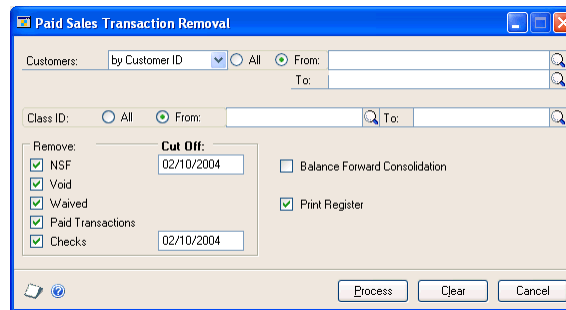 Paid Sales Transaction Removal
Customers: by Customer ID All From:
To:
Class ID: All From: To:
Remove: Cut Off:
NSF 02/10/2004
Void
Waived
Paid Transactions
Checks 02/10/2004
Balance Forward Consolidation
Print Register
Process Clear Cancel